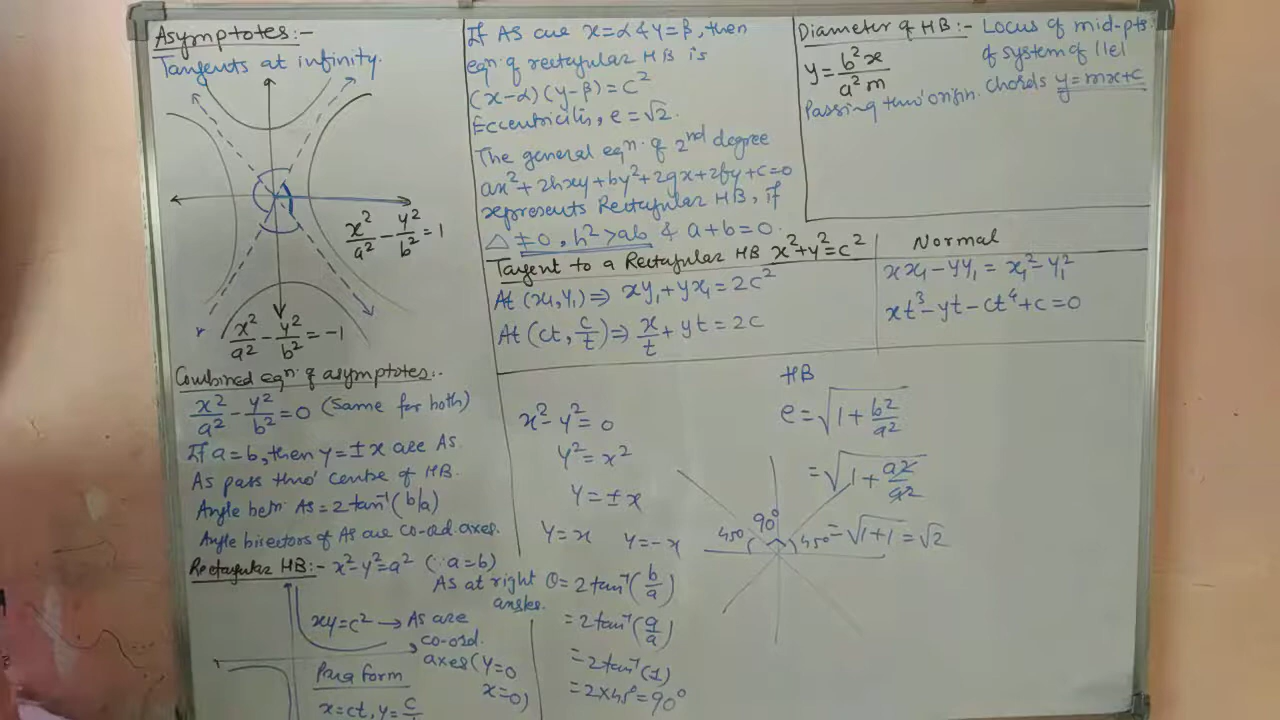 Asymptotes:-
Tangents at infinity.
x²/a² - y²/b² = 1
x²/a² - y²/b² = -1
Combined eqn. of asymptotes:-
x²/a² - y²/b² = 0 (Same for both)
If a=b, then y=±x are As.
As pass thro' centre of HB.
Angle betn. As = 2 tan⁻¹(b/a)
Angle bisectors of As are co-ord axes.
Rectangular HB:- x²-y²=a² (∵ a=b)
As at right
angles.
xy=c² → As are
co-ord.
axes (y=0
x=0)
Para form
x=ct, y=c/t
If AS are x=α & y=β, then
eqn. of rectangular HB is
(x-α)(y-β)=c²
Eccentricity, e=√2.
The general eqn. of 2nd degree
ax²+2hxy+by²+2gx+2fy+c=0
represents Rectangular HB, if
△≠0, h²>ab & a+b=0.
Diameter of HB:- Locus of mid-pts.
of system of llel
chords y=mx+c
y = b²x/a²m
Passing thro' origin.
Tangent to a Rectangular HB x²+y²=c²
At (x₁,y₁) ⇒ xy₁+yx₁=2c²
At (ct, c/t) ⇒ x/t + yt = 2c
Normal
xx₁-yy₁ = x₁²-y₁²
xt³-yt-ct⁴+c=0
x²-y²=0
y²=x²
y=±x
y=x y=-x
θ=2tan⁻¹(b/a)
=2tan⁻¹(a/a)
=2tan⁻¹(1)
=2×45°=90°
HB
e=√(1+b²/a²)
=√(1+a²/a²)
=√(1+1)=√2
90°
45°
45°